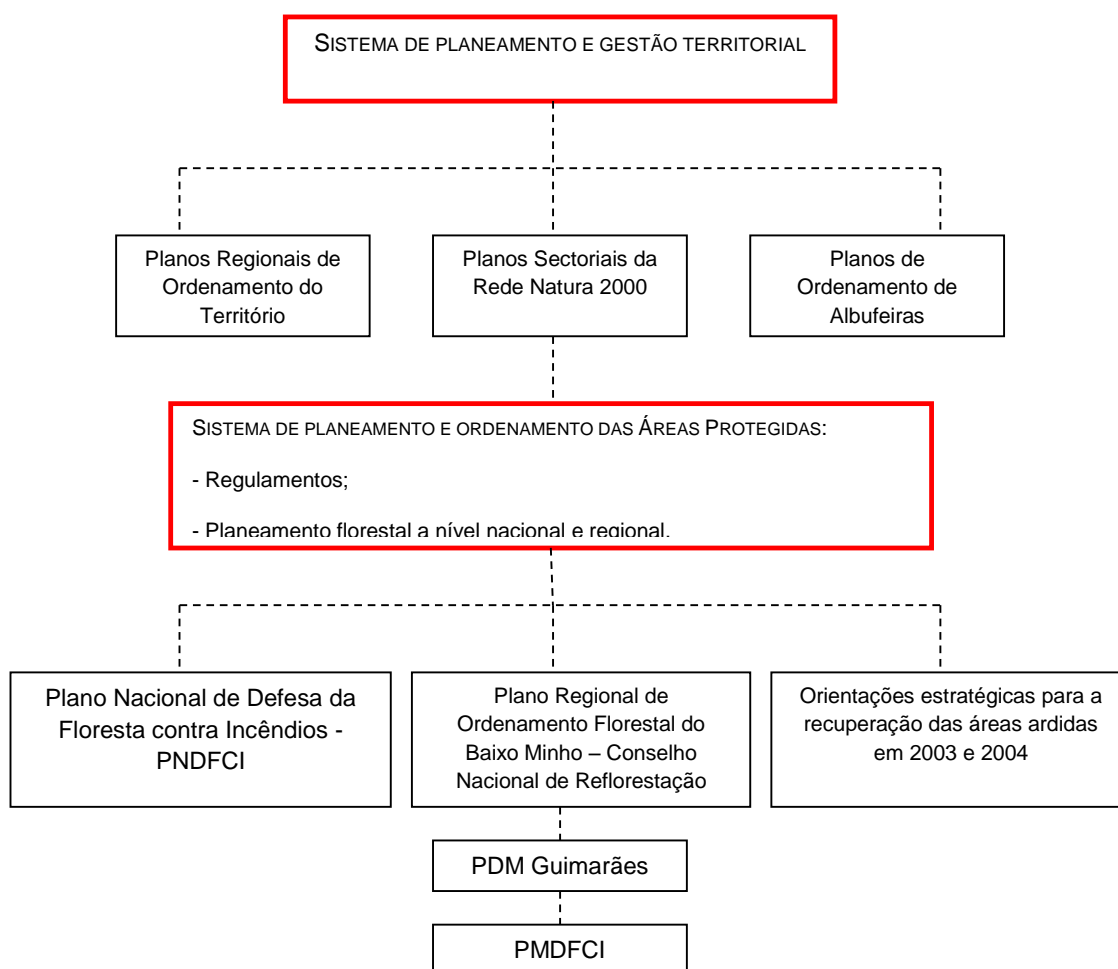 SISTEMA DE PLANEAMENTO E GESTÃO TERRITORIAL
Planos Regionais de
Ordenamento do
Território
Planos Sectoriais da
Rede Natura 2000
Planos de
Ordenamento de
Albufeiras
SISTEMA DE PLANEAMENTO E ORDENAMENTO DAS ÁREAS PROTEGIDAS:
- Regulamentos;
- Planeamento florestal a nível nacional e regional.
Plano Nacional de Defesa da
Floresta contra Incêndios -
PNDFCI
Plano Regional de
Ordenamento Florestal do
Baixo Minho – Conselho
Nacional de Reflorestação
Orientações estratégicas para a
recuperação das áreas ardidas
em 2003 e 2004
PDM Guimarães
PMDFCI